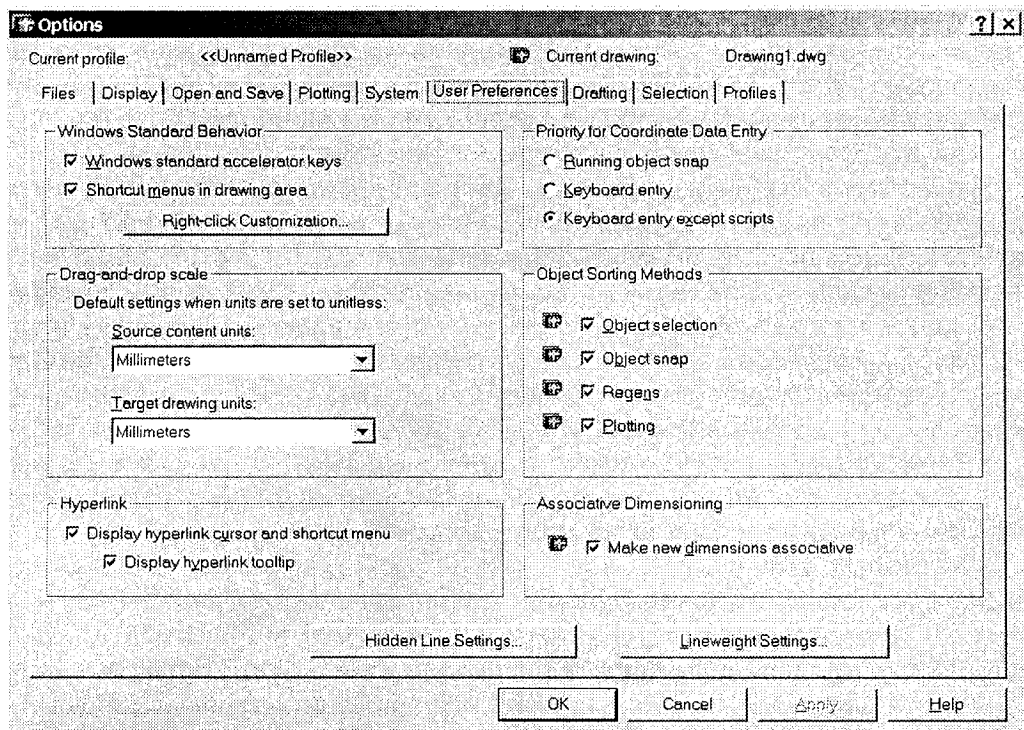 Options
Current profile: <<Unnamed Profile>> Current drawing: Drawing1.dwg
Files Display Open and Save Plotting System User Preferences Drafting Selection Profiles
Windows Standard Behavior
Windows standard accelerator keys
Shortcut menus in drawing area
Right-click Customization...
Priority for Coordinate Data Entry
Running object snap
Keyboard entry
Keyboard entry except scripts
Drag-and-drop scale
Default settings when units are set to unitless:
Source content units:
Millimeters
Target drawing units:
Millimeters
Object Sorting Methods
Object selection
Object snap
Regens
Plotting
Hyperlink
Display hyperlink cursor and shortcut menu
Display hyperlink tooltip
Associative Dimensioning
Make new dimensions associative
Hidden Line Settings... Lineweight Settings...
OK Cancel Apply Help